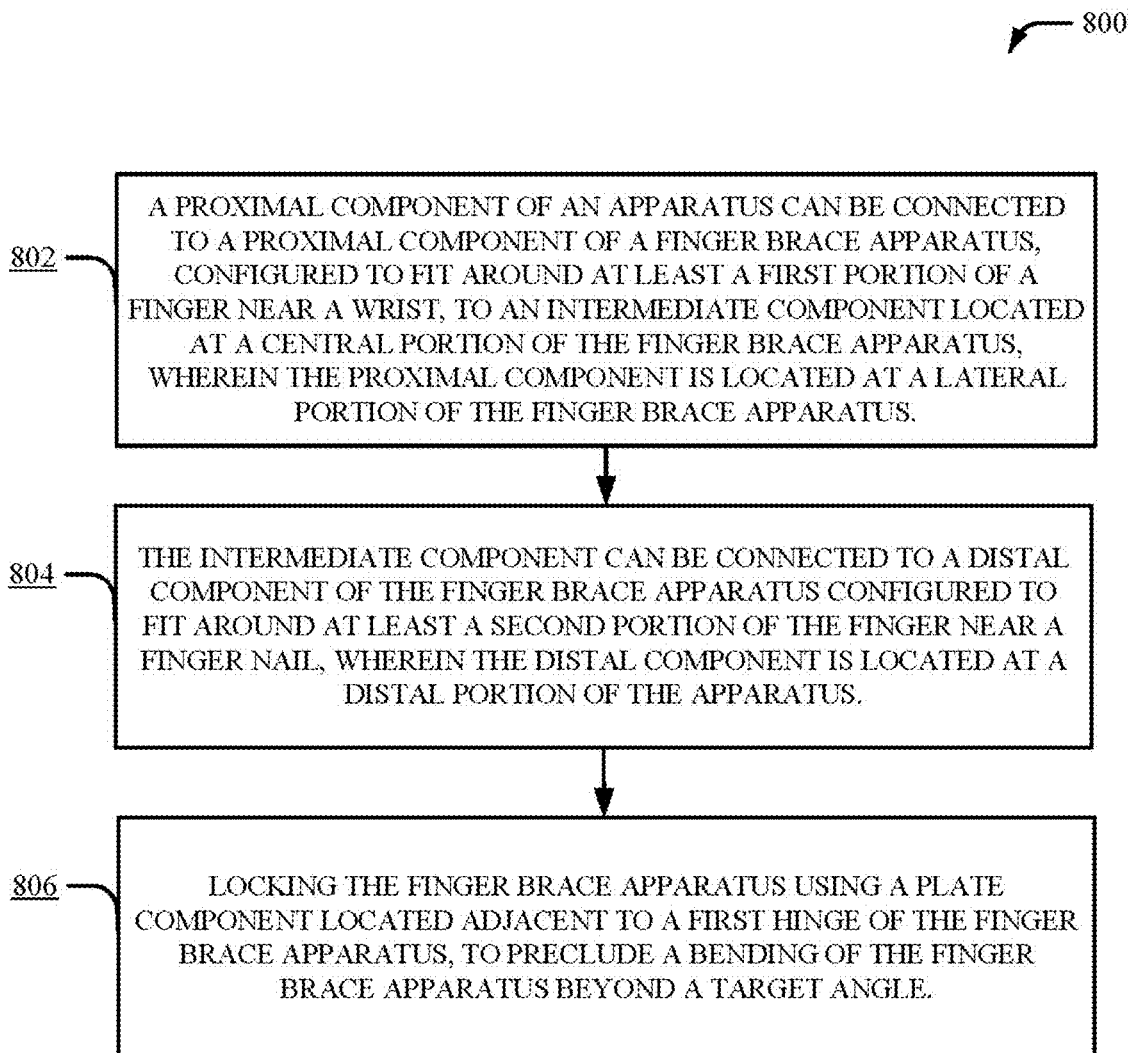 800
802
A PROXIMAL COMPONENT OF AN APPARATUS CAN BE CONNECTED
TO A PROXIMAL COMPONENT OF A FINGER BRACE APPARATUS,
CONFIGURED TO FIT AROUND AT LEAST A FIRST PORTION OF A
FINGER NEAR A WRIST, TO AN INTERMEDIATE COMPONENT LOCATED
AT A CENTRAL PORTION OF THE FINGER BRACE APPARATUS,
WHEREIN THE PROXIMAL COMPONENT IS LOCATED AT A LATERAL
PORTION OF THE FINGER BRACE APPARATUS.
804
THE INTERMEDIATE COMPONENT CAN BE CONNECTED TO A DISTAL
COMPONENT OF THE FINGER BRACE APPARATUS CONFIGURED TO
FIT AROUND AT LEAST A SECOND PORTION OF THE FINGER NEAR A
FINGER NAIL, WHEREIN THE DISTAL COMPONENT IS LOCATED AT A
DISTAL PORTION OF THE APPARATUS.
806
LOCKING THE FINGER BRACE APPARATUS USING A PLATE
COMPONENT LOCATED ADJACENT TO A FIRST HINGE OF THE FINGER
BRACE APPARATUS, TO PRECLUDE A BENDING OF THE FINGER
BRACE APPARATUS BEYOND A TARGET ANGLE.